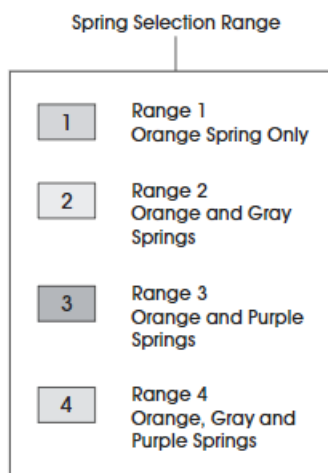 Spring Selection Range
1
Range 1
Orange Spring Only
2
Range 2
Orange and Gray
Springs
3
Range 3
Orange and Purple
Springs
4
Range 4
Orange, Gray and
Purple Springs